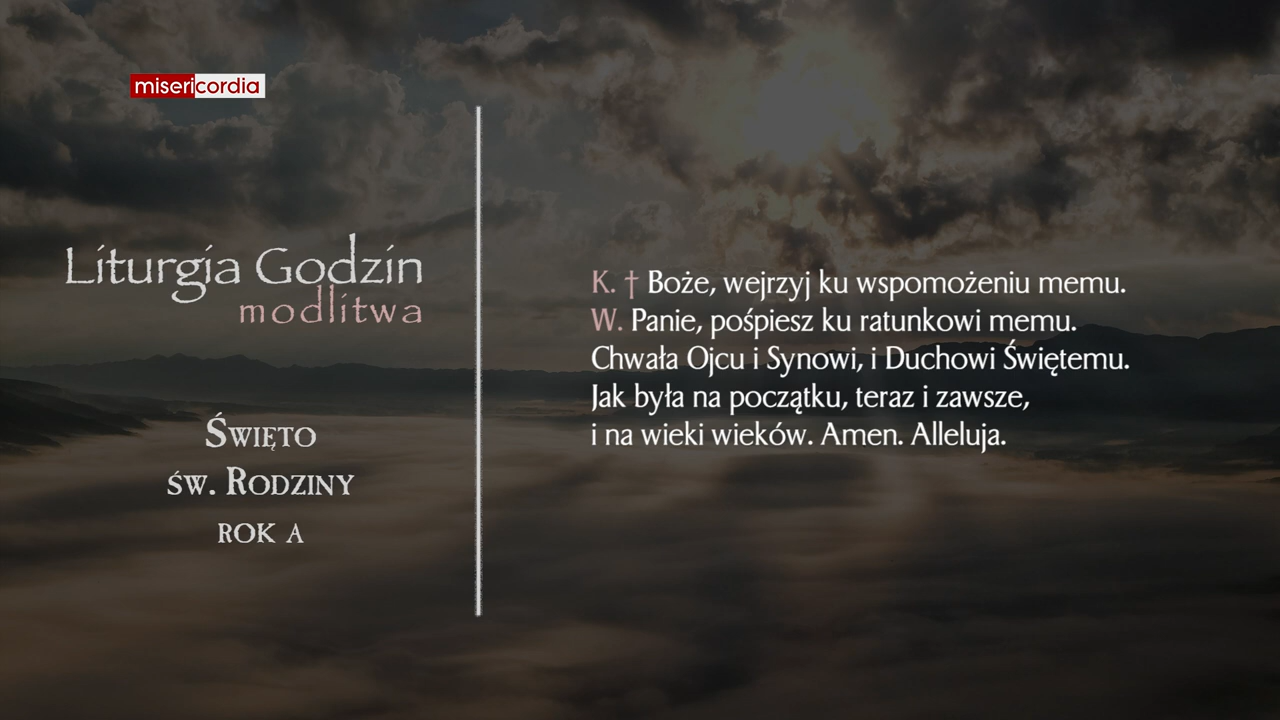 misericordia
Liturgia Godzin
modlitwa
Święto
św. Rodziny
rok A
K. † Boże, wejrzyj ku wspomożeniu memu.
W. Panie, pośpiesz ku ratunkowi memu.
Chwała Ojcu i Synowi, i Duchowi Świętemu.
Jak była na początku, teraz i zawsze,
i na wieki wieków. Amen. Alleluja.